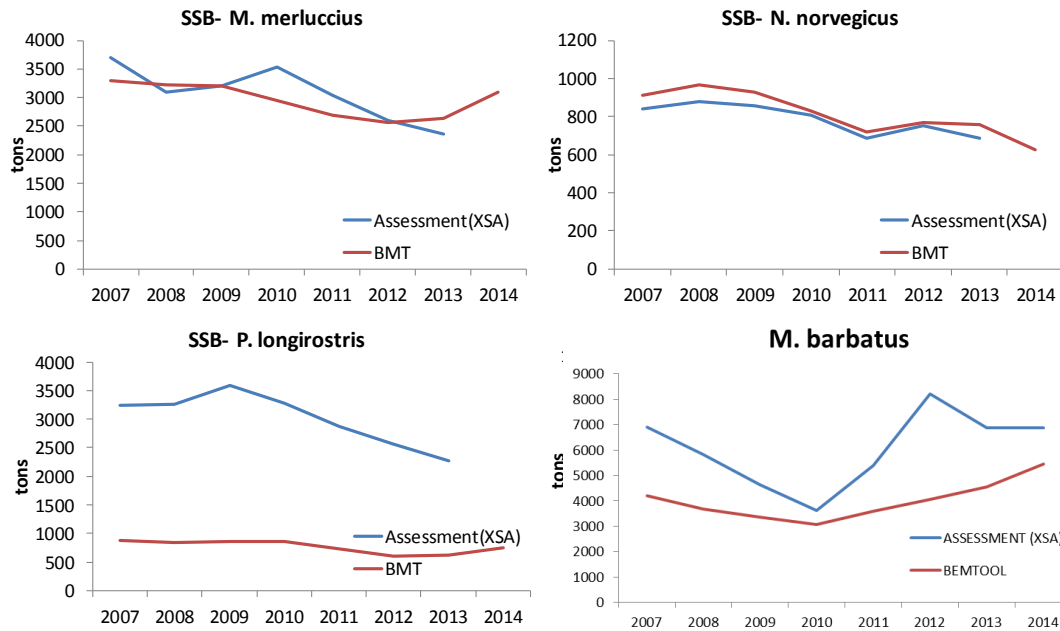 SSB- M. merluccius
4000
3500
3000
2500
2000
1500
1000
500
0
tons
Assessment(XSA)
BMT
2007 2008 2009 2010 2011 2012 2013 2014
SSB- N. norvegicus
1200
1000
800
600
400
200
0
tons
Assessment(XSA)
BMT
2007 2008 2009 2010 2011 2012 2013 2014
SSB- P. longirostris
4000
3500
3000
2500
2000
1500
1000
500
0
tons
Assessment(XSA)
BMT
2007 2008 2009 2010 2011 2012 2013 2014
M. barbatus
9000
8000
7000
6000
5000
4000
3000
2000
1000
0
tons
ASSESSMENT (XSA)
BEMTOOL
2007 2008 2009 2010 2011 2012 2013 2014